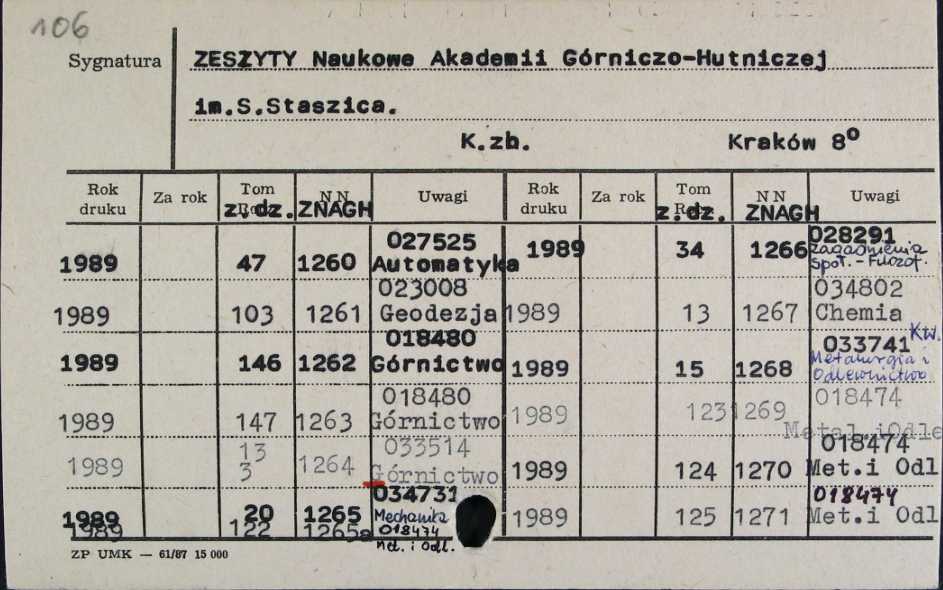 106
Sygnatura
ZESZYTY Naukowe Akademii Górniczo-Hutniczej
im.S.Staszica.
K.zb. Kraków 8º
Rok druku Za rok Tom z.dz. NN ZNAGH Uwagi Rok druku Za rok Tom z.dz. NN ZNAGH Uwagi
027525
1989 47 1260 Automatyka
023008
1989 103 1261 Geodezja
018480
1989 146 1262 Górnictwo
018480
1989 147 1263 Górnictwo
033514
1989 13 3 1264 Górnictwo
034731
1989 20 1265 Mechanika
018474
1989 122 1265a Met. i Odl.
028291
1989 34 1266 Zagadnienia
Społ.-Filozof.
034802
1989 13 1267 Chemia
Kw.
033741
1989 15 1268 Metalurgia i
Odlewnictwo
018474
1989 123 1269 Metal.iOdle
018474
1989 124 1270 Met.i Odl
018474
1989 125 1271 Met.i Odl
ZP UMK — 61/87 15 000